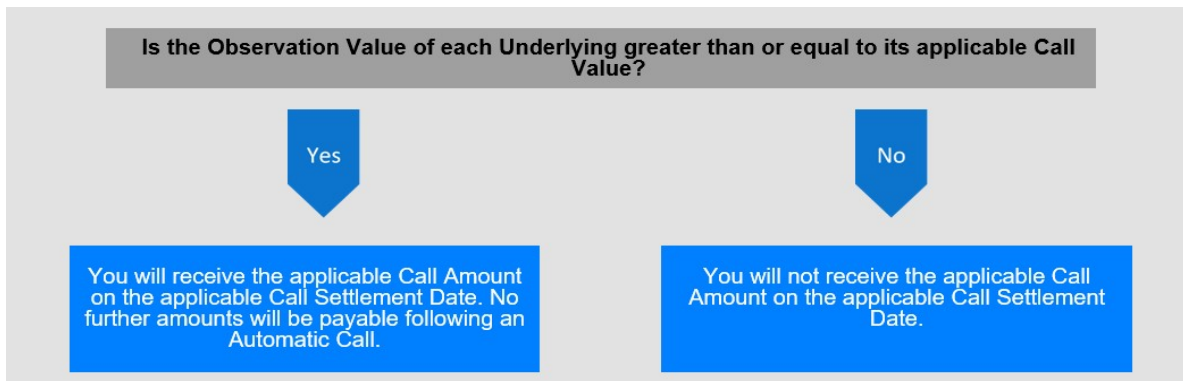 Is the Observation Value of each Underlying greater than or equal to its applicable Call
Value?
Yes
No
You will receive the applicable Call Amount
on the applicable Call Settlement Date. No
further amounts will be payable following an
Automatic Call.
You will not receive the applicable Call
Amount on the applicable Call Settlement
Date.